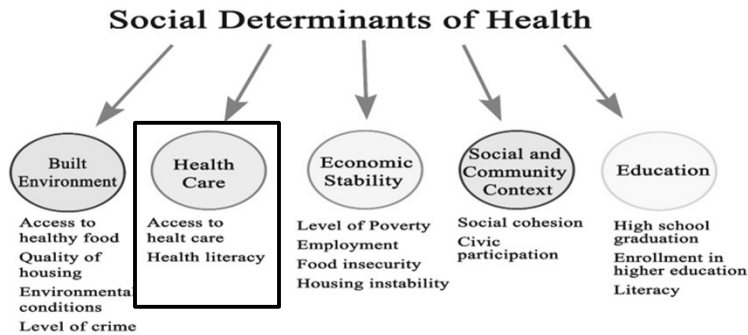 Social Determinants of Health
Built
Environment
Access to
healthy food
Quality of
housing
Environmental
conditions
Level of crime
Health
Care
Access to
healt care
Health literacy
Economic
Stability
Level of Poverty
Employment
Food insecurity
Housing instability
Social and
Community
Context
Social cohesion
Civic
participation
Education
High school
graduation
Enrollment in
higher education
Literacy